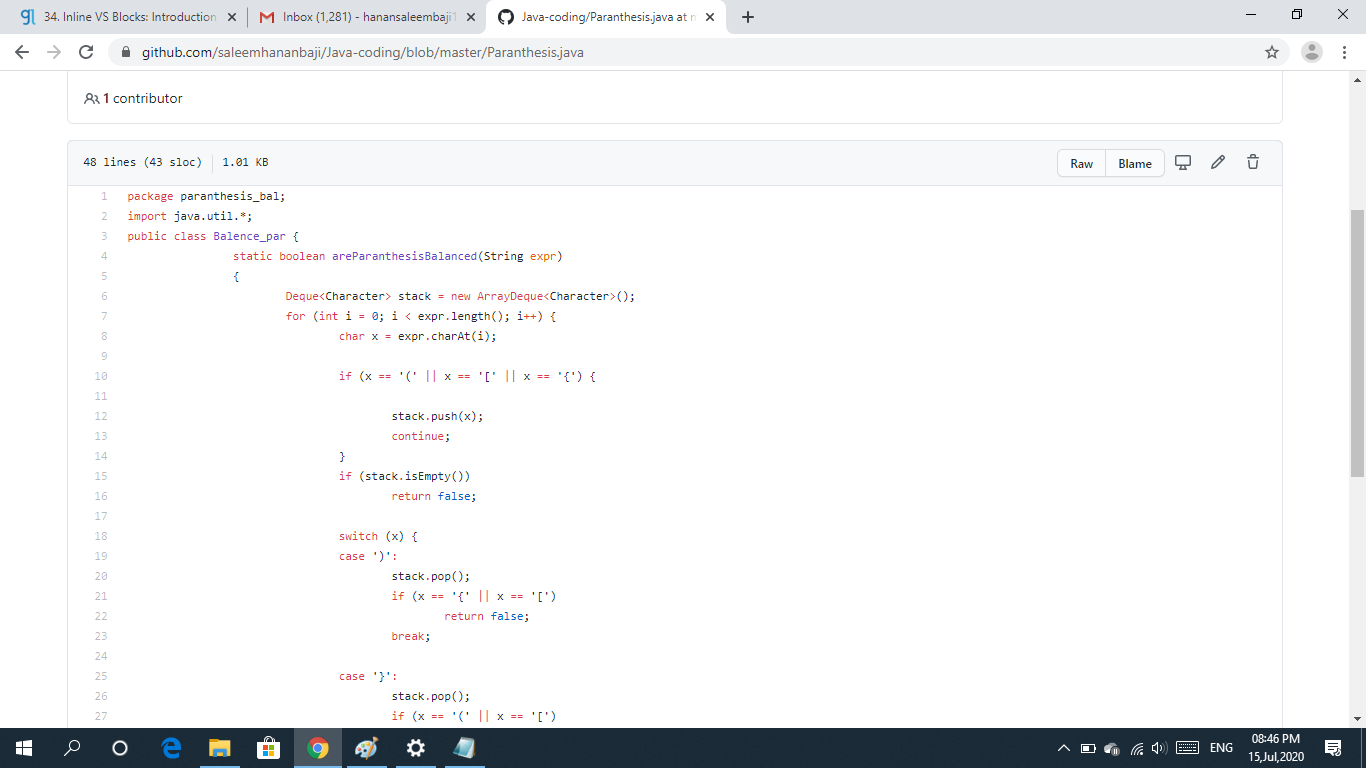 34. Inline VS Blocks: Introduction
Inbox (1,281) - hanansaleembaji1
Java-coding/Paranthesis.java at m
github.com/saleemhananbaji/Java-coding/blob/master/Paranthesis.java
1 contributor
48 lines (43 sloc) 1.01 KB
Raw Blame
1 package paranthesis_bal;
2 import java.util.*;
3 public class Balence_par {
4 static boolean areParanthesisBalanced(String expr)
5 {
6 Deque<Character> stack = new ArrayDeque<Character>();
7 for (int i = 0; i < expr.length(); i++) {
8 char x = expr.charAt(i);
9
10 if (x == '(' || x == '[' || x == '{') {
11
12 stack.push(x);
13 continue;
14 }
15 if (stack.isEmpty())
16 return false;
17
18 switch (x) {
19 case ')':
20 stack.pop();
21 if (x == '{' || x == '[')
22 return false;
23 break;
24
25 case '}':
26 stack.pop();
27 if (x == '(' || x == '[')
ENG
08:46 PM
15,Jul,2020